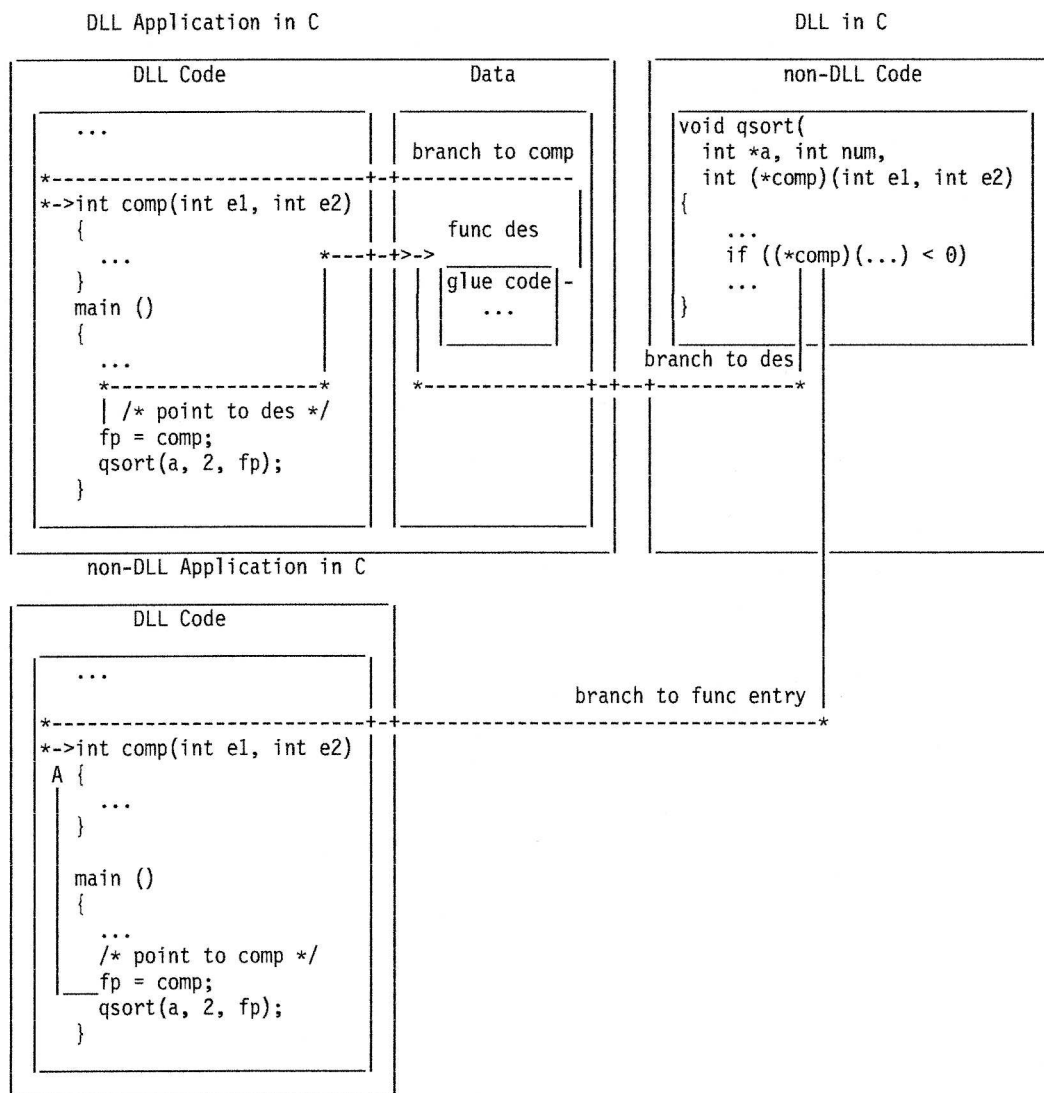 DLL Application in C
DLL in C
DLL Code
Data
non-DLL Code
...
branch to comp
*->int comp(int e1, int e2)
{
...
}
main ()
{
...
/* point to des */
fp = comp;
qsort(a, 2, fp);
}
func des
glue code
...
void qsort(
int *a, int num,
int (*comp)(int e1, int e2)
{
...
if ((*comp)(...) < 0)
...
}
branch to des
non-DLL Application in C
DLL Code
...
branch to func entry
*->int comp(int e1, int e2)
A {
...
}
main ()
{
...
/* point to comp */
fp = comp;
qsort(a, 2, fp);
}